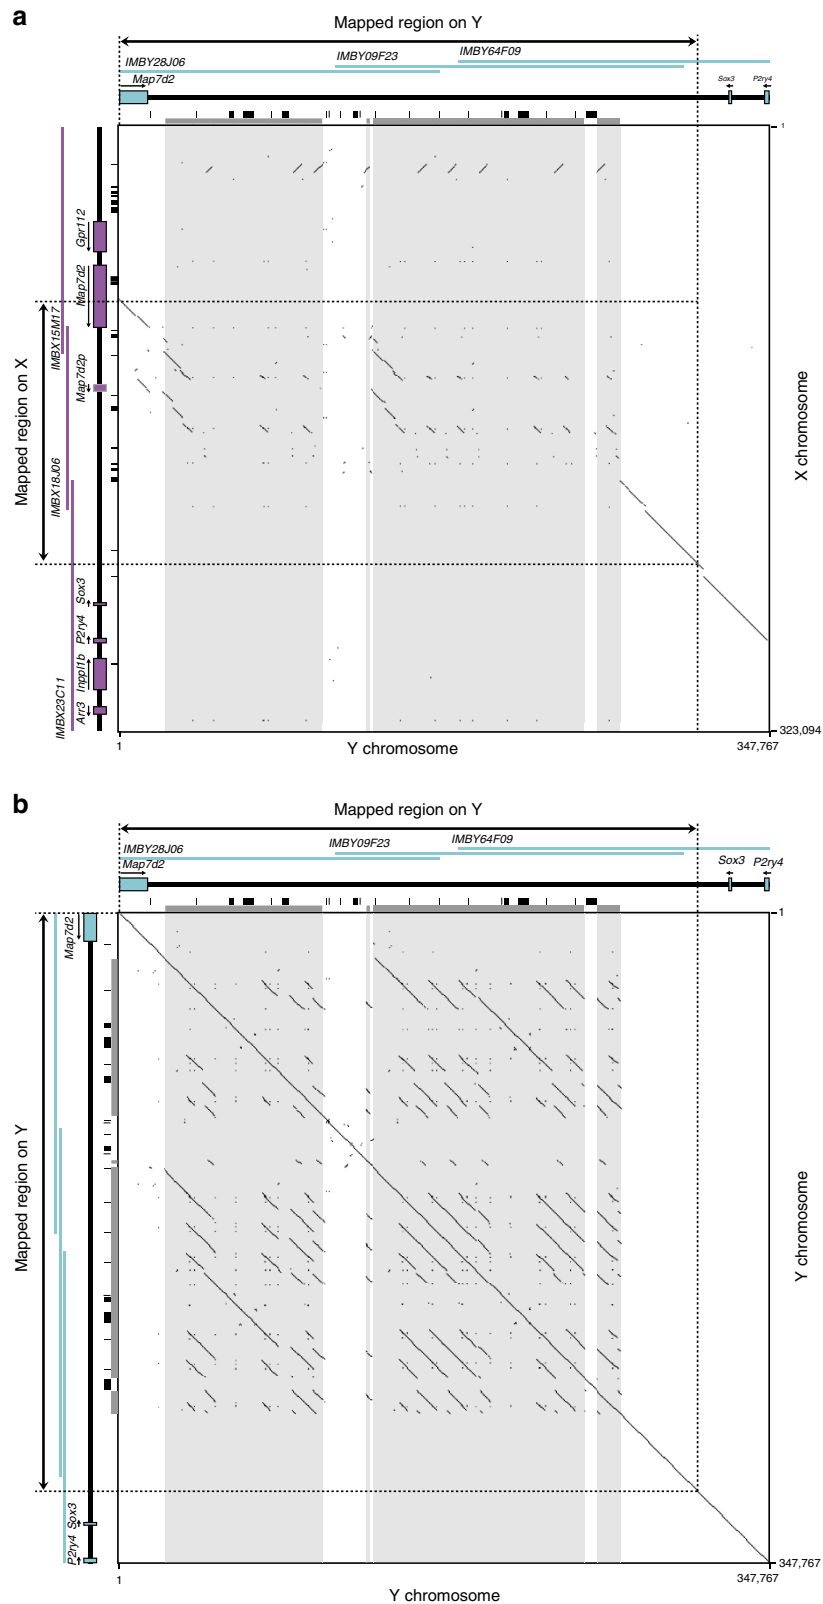 a
Mapped region on Y
IMBY28J06
IMBY09F23
IMBY64F09
Map7d2
Sox3
P2ry4
1
Mapped region on X
IMBX15M17
IMBX18J06
IMBX23C11
Gpr112
Map7d2
Map7d2p
Sox3
P2ry4
Inppl1b
Arr3
X chromosome
323,094
1
Y chromosome
347,767
b
Mapped region on Y
IMBY28J06
IMBY09F23
IMBY64F09
Map7d2
Sox3
P2ry4
1
Mapped region on Y
Map7d2
Sox3
P2ry4
Y chromosome
347,767
1
347,767
Y chromosome